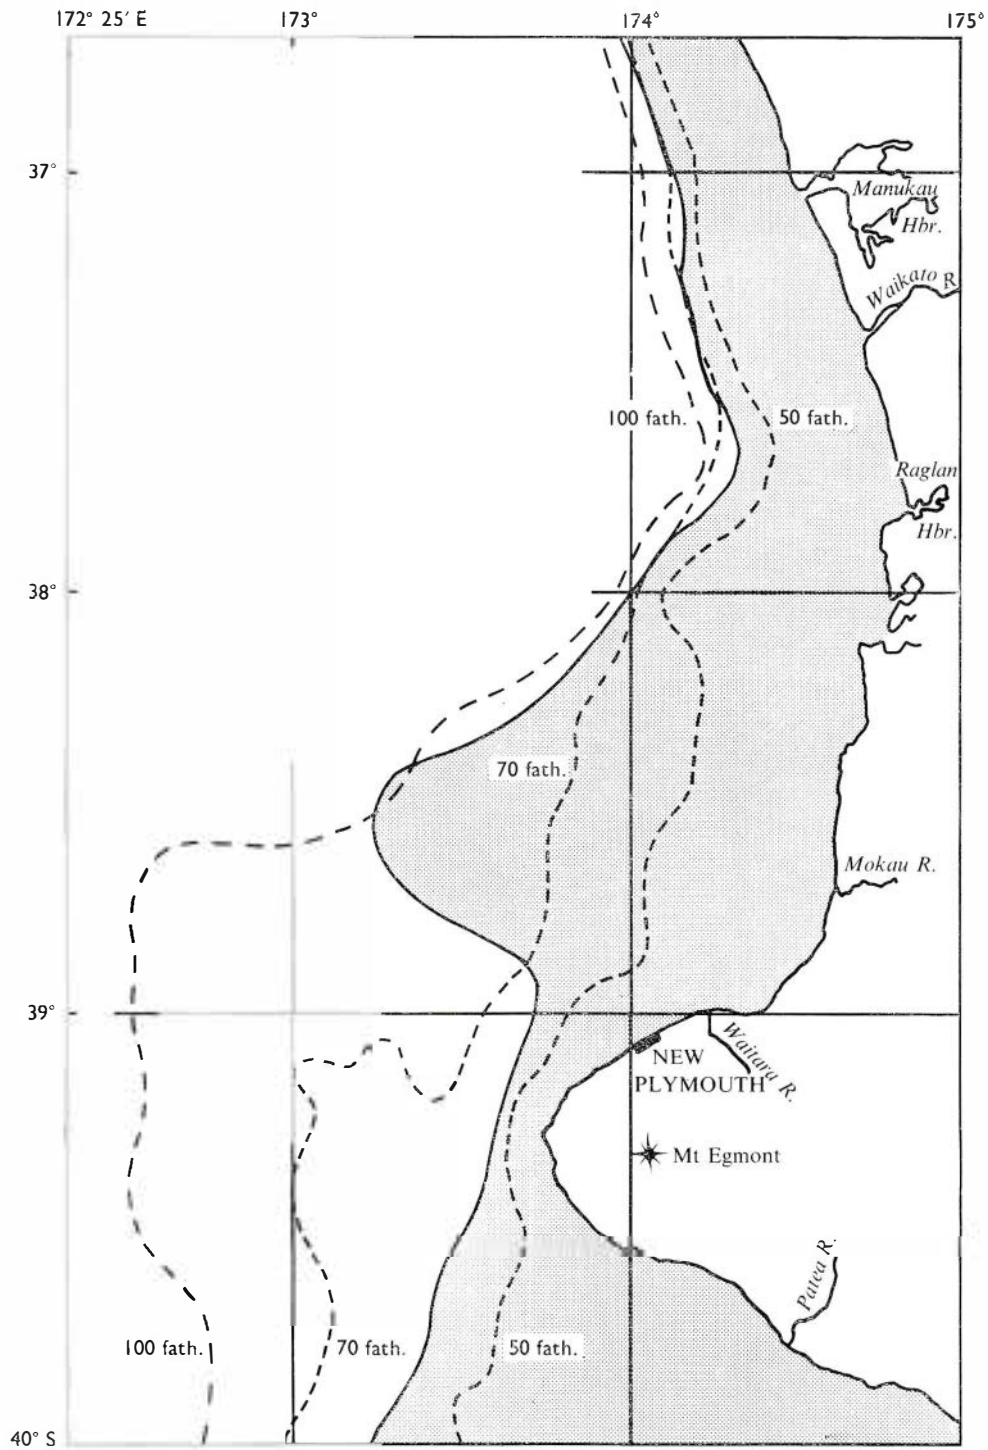 172° 25′ E
173°
174°
175°
37°
Manukau
Hbr.
Waikato R
100 fath.
50 fath.
Raglan
Hbr.
38°
70 fath.
Mokau R.
39°
Waitara R.
NEW
PLYMOUTH
Mt Egmont
Patea R.
100 fath.
70 fath.
50 fath.
40° S